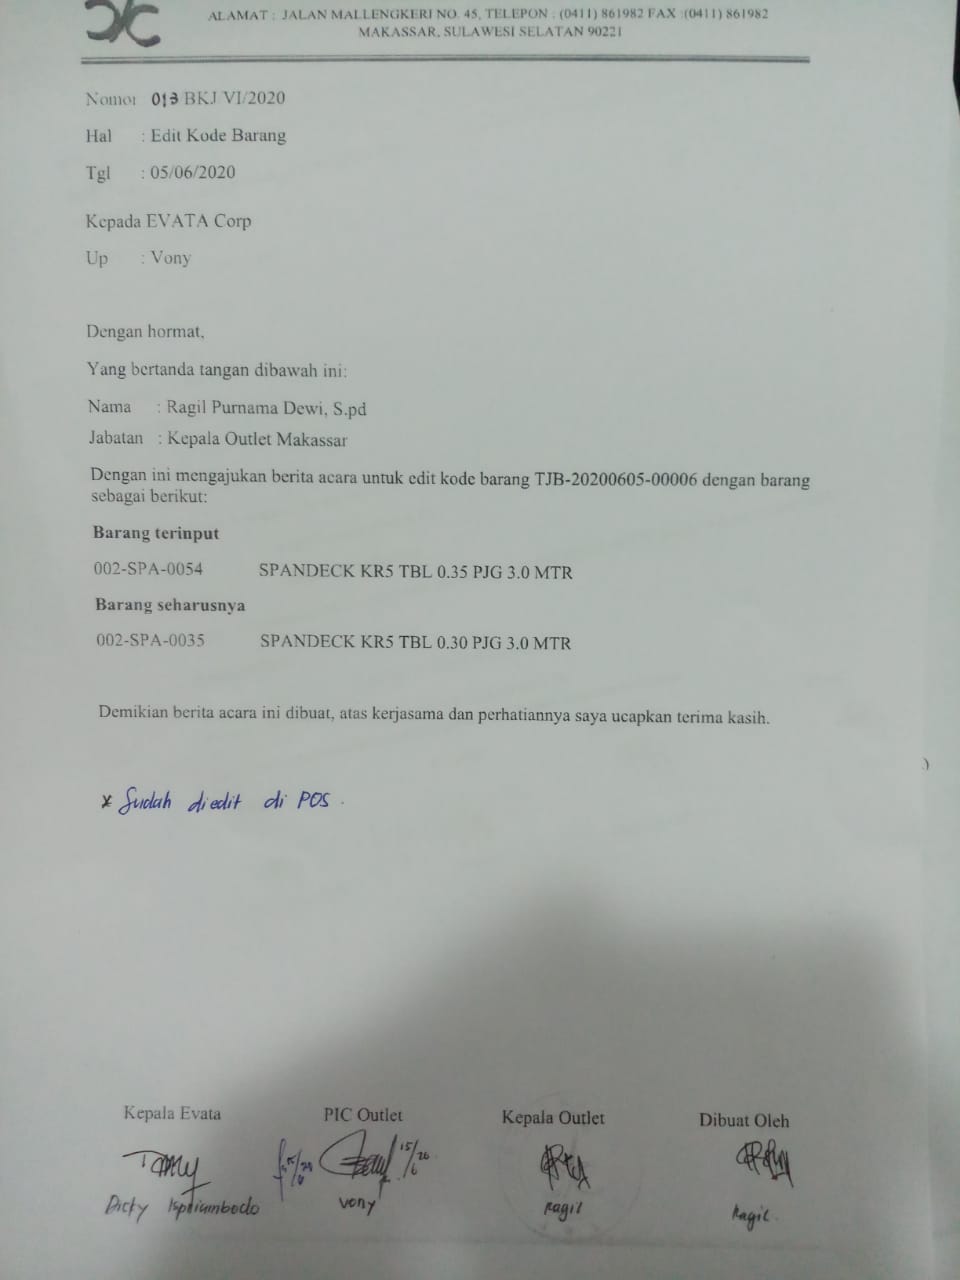 ALAMAT : JALAN MALLENGKERI NO. 45, TELEPON : (0411) 861982 FAX :(0411) 861982
MAKASSAR, SULAWESI SELATAN 90221
Nomor 013 BKJ VI/2020
Hal : Edit Kode Barang
Tgl : 05/06/2020
Kepada EVATA Corp
Up : Vony
Dengan hormat,
Yang bertanda tangan dibawah ini:
Nama : Ragil Purnama Dewi, S.pd
Jabatan : Kepala Outlet Makassar
Dengan ini mengajukan berita acara untuk edit kode barang TJB-20200605-00006 dengan barang
sebagai berikut:
Barang terinput
002-SPA-0054 SPANDECK KR5 TBL 0.35 PJG 3.0 MTR
Barang seharusnya
002-SPA-0035 SPANDECK KR5 TBL 0.30 PJG 3.0 MTR
Demikian berita acara ini dibuat, atas kerjasama dan perhatiannya saya ucapkan terima kasih.
* Sudah diedit di POS.
Kepala Evata PIC Outlet Kepala Outlet Dibuat Oleh
15/6 20
Dicky Vony Ragil Ragil